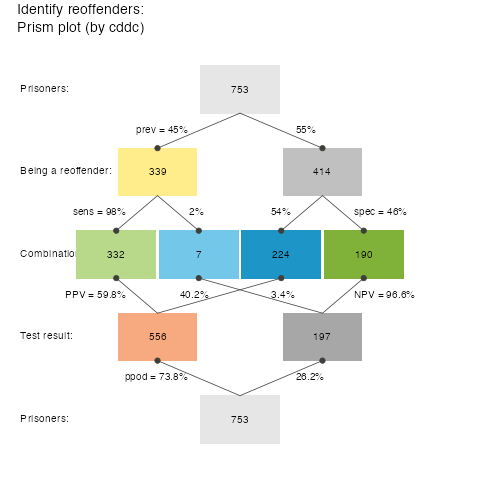 Identify reoffenders:
Prism plot (by cddc)
Prisoners:
753
prev = 45%
55%
Being a reoffender:
339
414
sens = 98%
2%
54%
spec = 46%
Combinatio
332
7
224
190
PPV = 59.8%
40.2%
3.4%
NPV = 96.6%
Test result:
556
197
ppod = 73.8%
26.2%
Prisoners:
753